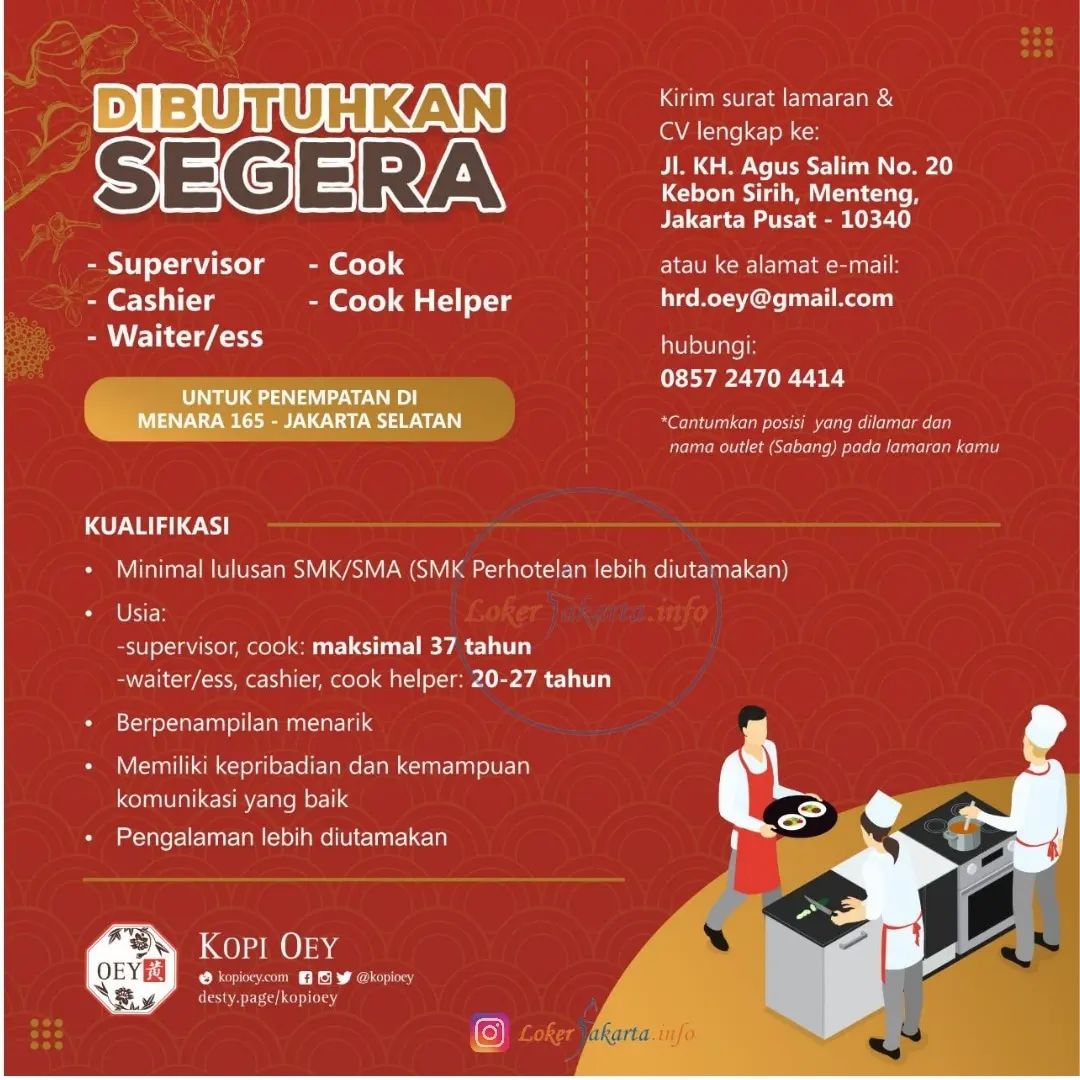 DIBUTUHKAN
SEGERA
- Supervisor
- Cashier
- Waiter/ess
- Cook
- Cook Helper
UNTUK PENEMPATAN DI
MENARA 165 - JAKARTA SELATAN
Kirim surat lamaran &
CV lengkap ke:
Jl. KH. Agus Salim No. 20
Kebon Sirih, Menteng,
Jakarta Pusat - 10340
atau ke alamat e-mail:
hrd.oey@gmail.com
hubungi:
0857 2470 4414
*Cantumkan posisi yang dilamar dan
nama outlet (Sabang) pada lamaran kamu
KUALIFIKASI
• Minimal lulusan SMK/SMA (SMK Perhotelan lebih diutamakan)
• Usia:
-supervisor, cook: maksimal 37 tahun
-waiter/ess, cashier, cook helper: 20-27 tahun
• Berpenampilan menarik
• Memiliki kepribadian dan kemampuan
komunikasi yang baik
• Pengalaman lebih diutamakan
Loker Jakarta.info
OEY 黃
KOPI OEY
kopioey.com @kopioey
desty.page/kopioey
Loker Jakarta.info